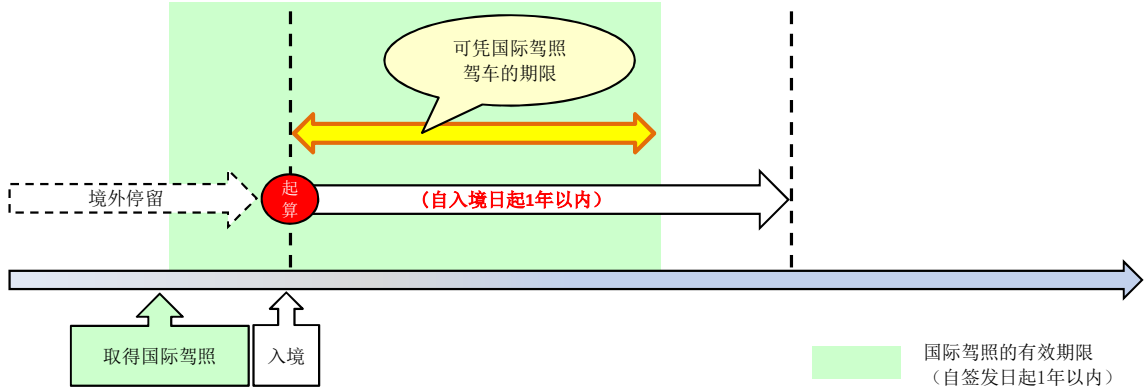 可凭国际驾照
驾车的期限
境外停留
起
算
（自入境日起1年以内）
取得国际驾照
入境
国际驾照的有效期限
（自签发日起1年以内）